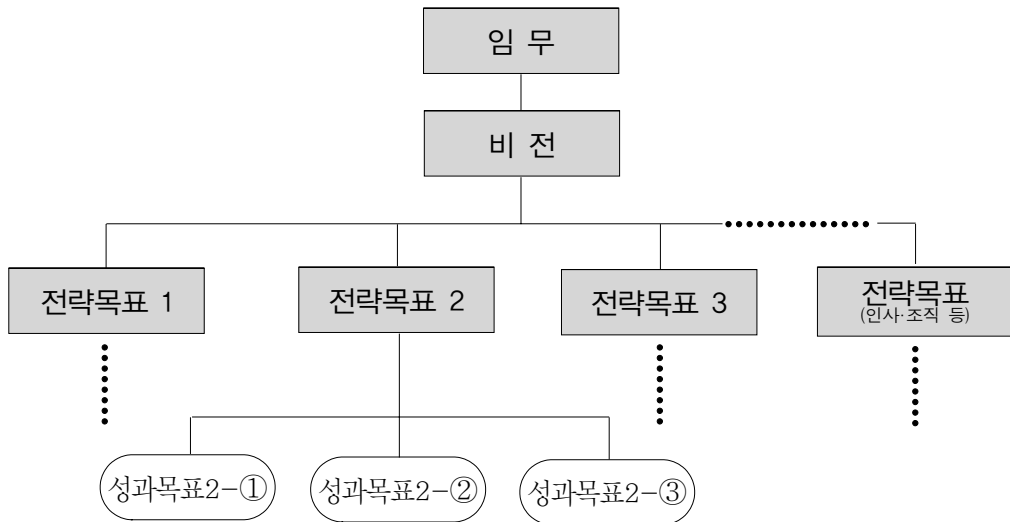 임 무
비 전
전략목표 1
전략목표 2
전략목표 3
전략목표
(인사·조직 등)
성과목표2-①
성과목표2-②
성과목표2-③